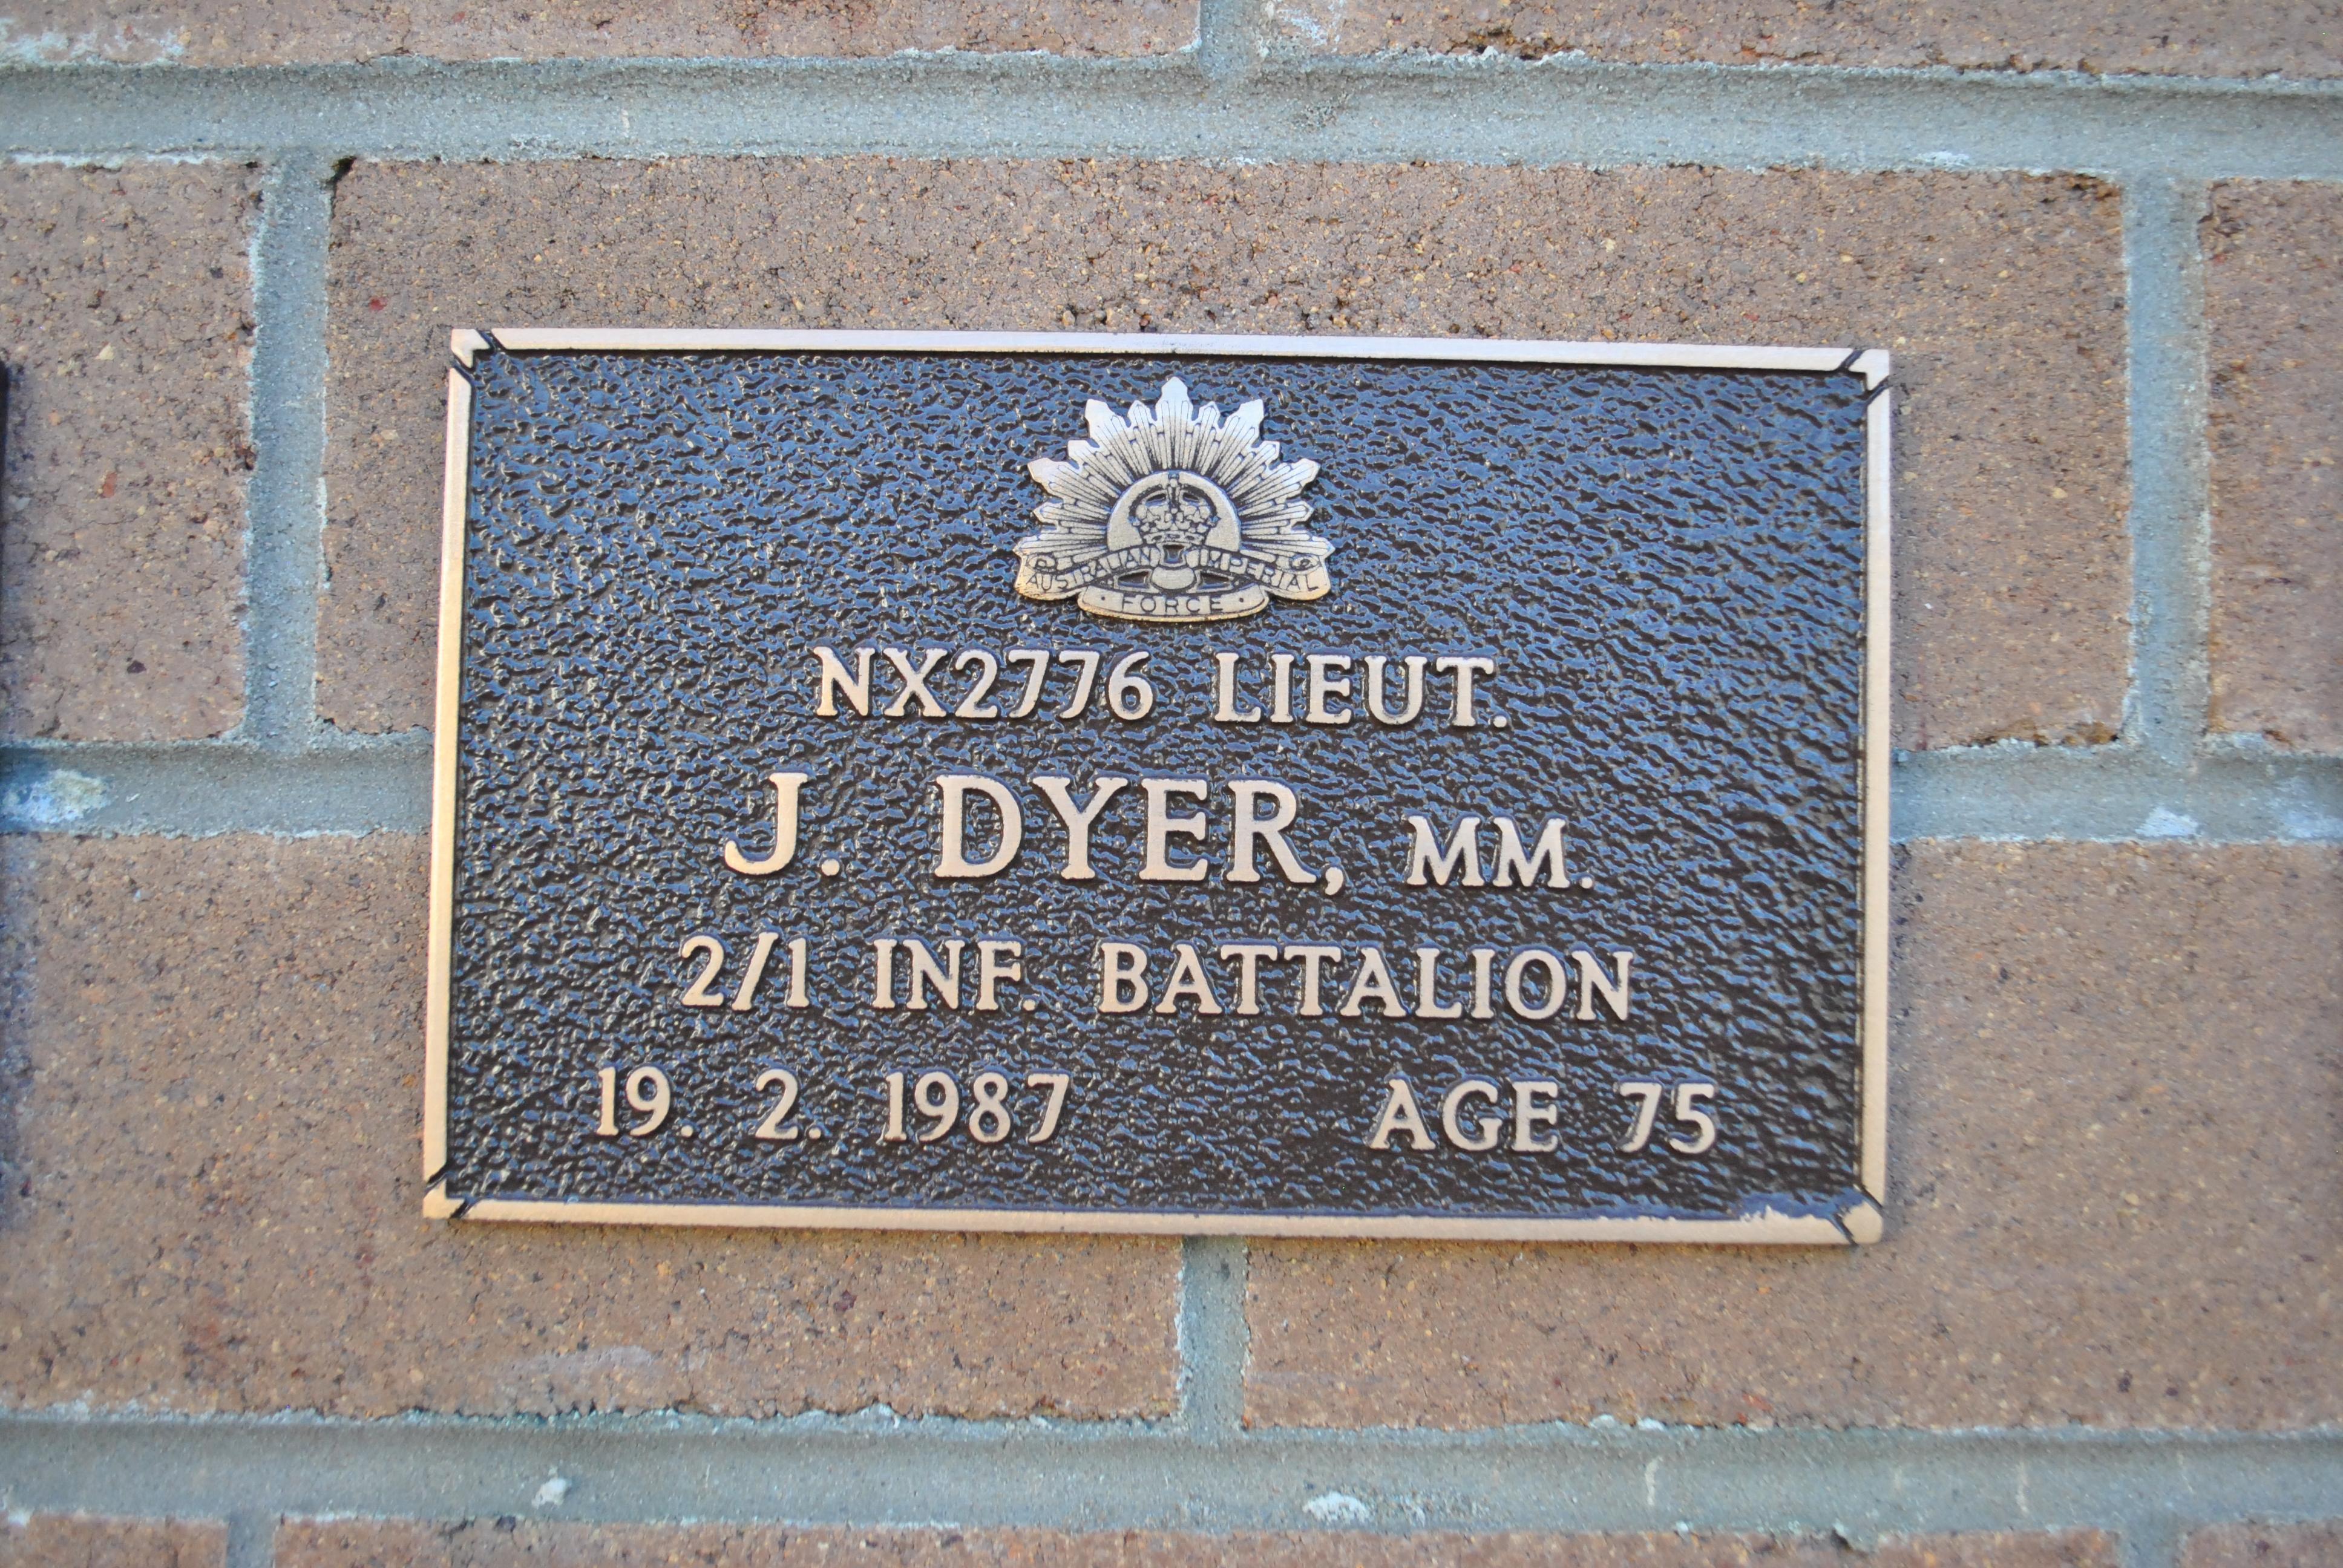 AUSTRALIAN IMPERIAL
FORCE
NX2776 LIEUT.
J. DYER, MM.
2/1 INF. BATTALION
19. 2. 1987 AGE 75